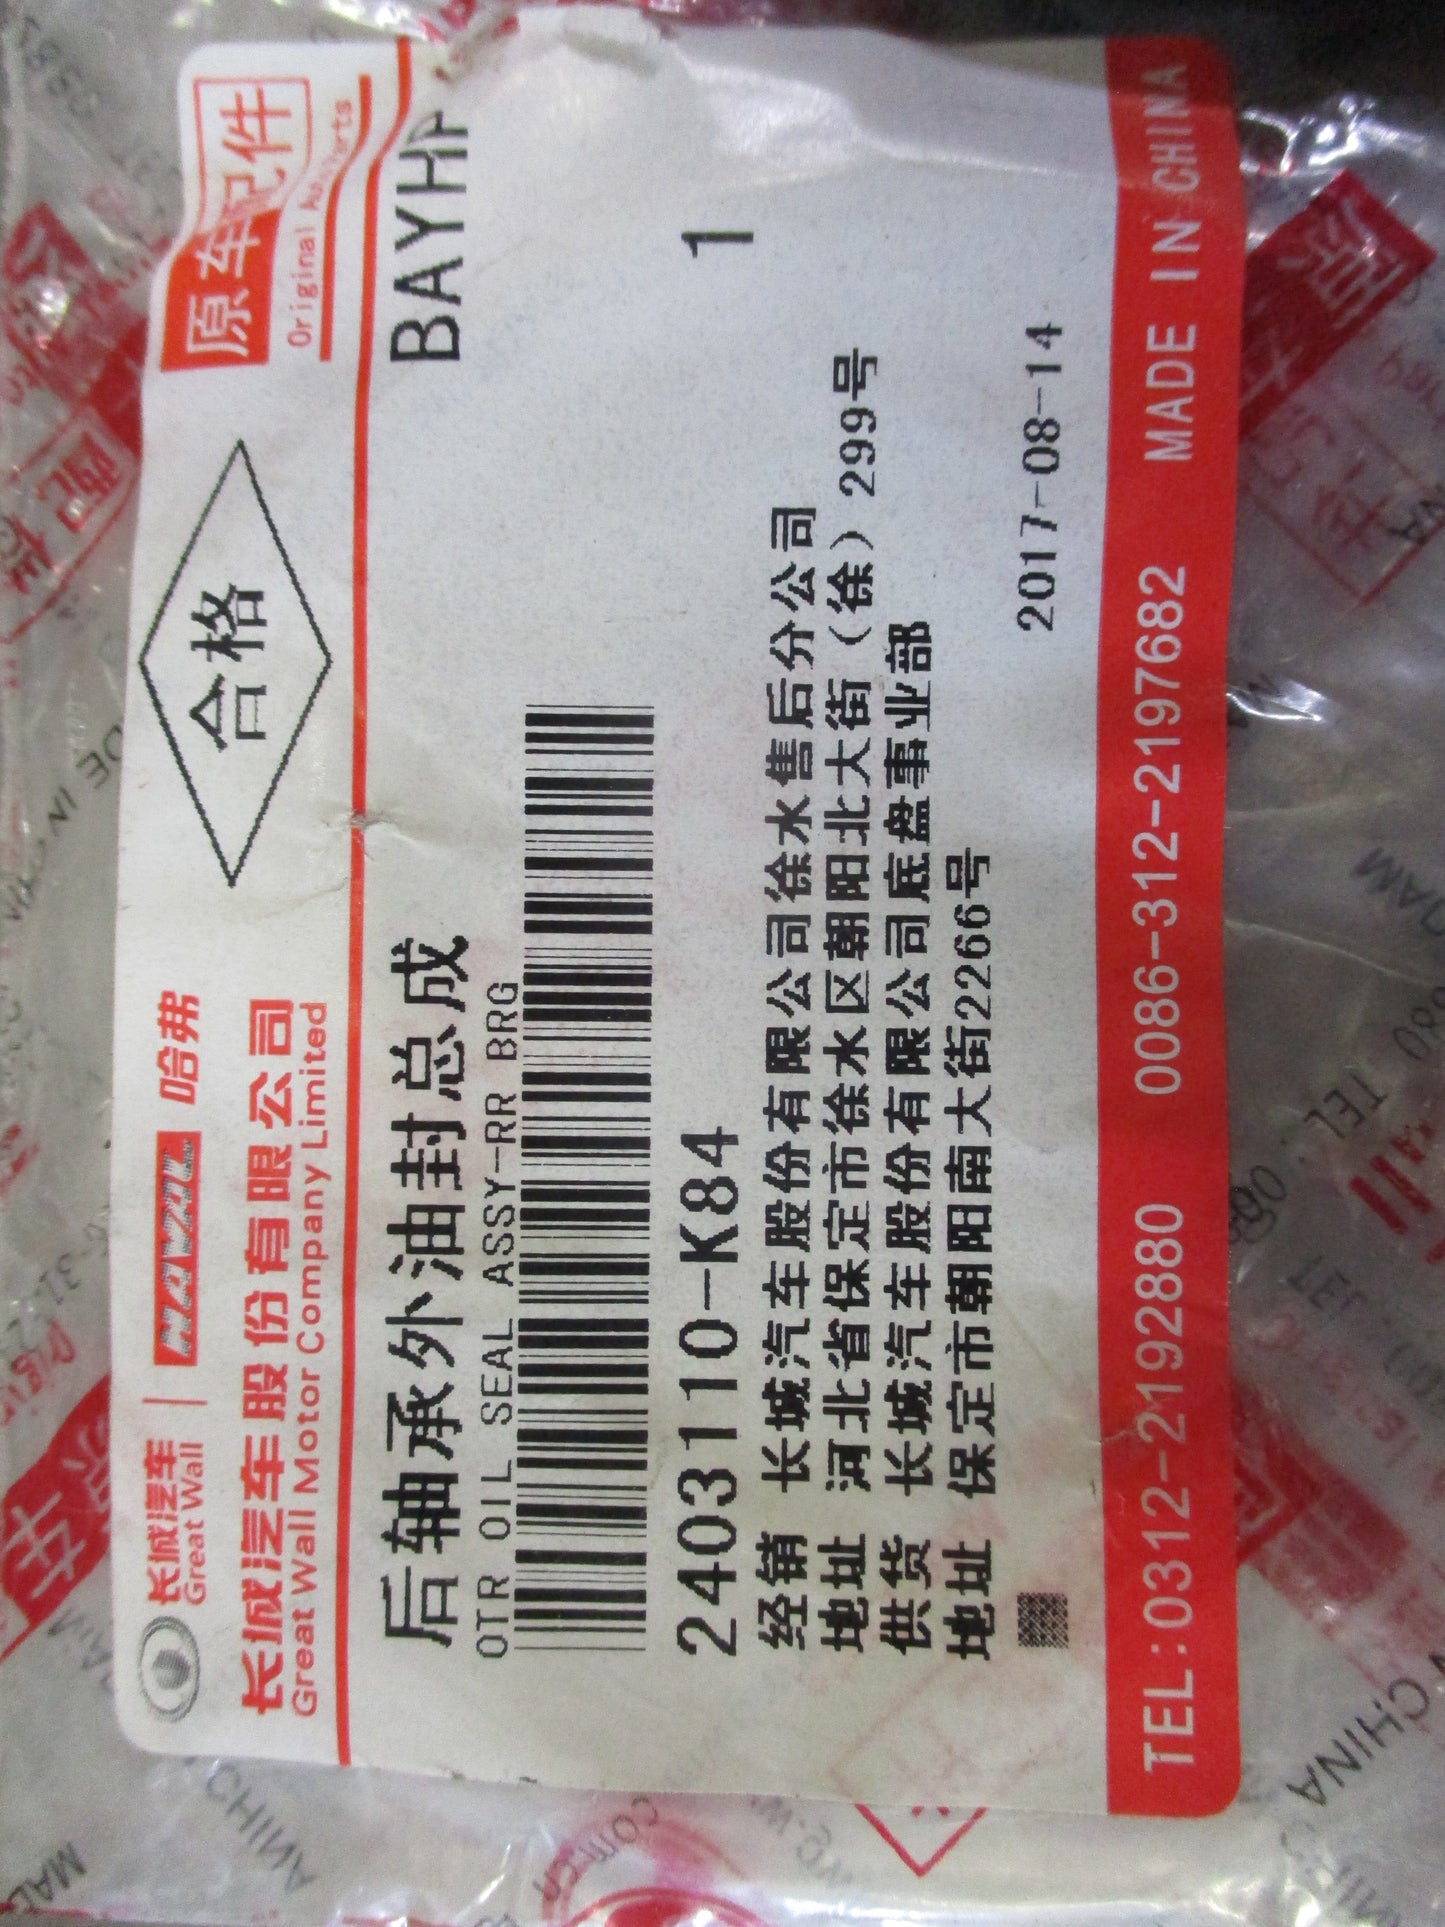 长城汽车
Great Wall
HAVAL 哈弗
长城汽车股份有限公司
Great Wall Motor Company Limited
合格
原车配件
Original Auto Parts
后轴承外油封总成
BAYHP
OTR OIL SEAL ASSY-RR BRG
2403110-K84
1
经销 长城汽车股份有限公司徐水售后分公司
地址 河北省保定市徐水区朝阳北大街（徐）299号
供货 长城汽车股份有限公司底盘事业部
地址 保定市朝阳南大街2266号
2017-08-14
TEL:0312-2192880 0086-312-2197682 MADE IN CHINA